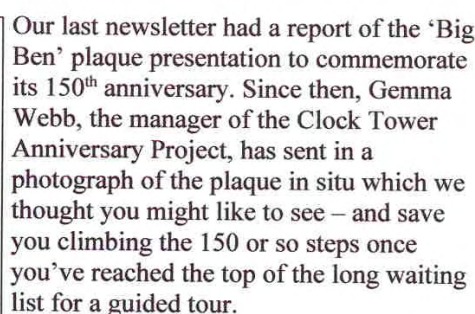 Our last newsletter had a report of the ‘Big
Ben’ plaque presentation to commemorate
its 150th anniversary. Since then, Gemma
Webb, the manager of the Clock Tower
Anniversary Project, has sent in a
photograph of the plaque in situ which we
thought you might like to see – and save
you climbing the 150 or so steps once
you’ve reached the top of the long waiting
list for a guided tour.